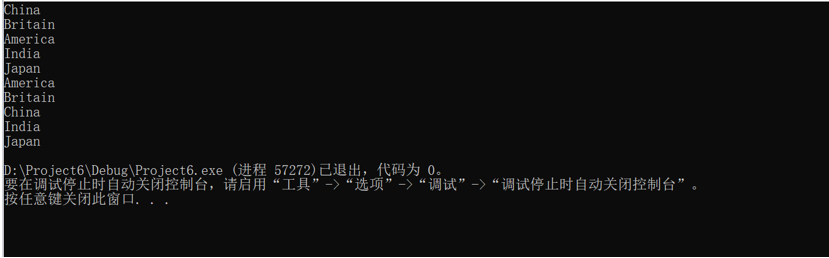 China
Britain
America
India
Japan
America
Britain
China
India
Japan
D:\Project6\Debug\Project6.exe (进程 57272)已退出，代码为 0。
要在调试停止时自动关闭控制台，请启用“工具”->“选项”->“调试”->“调试停止时自动关闭控制台”。
按任意键关闭此窗口. . .